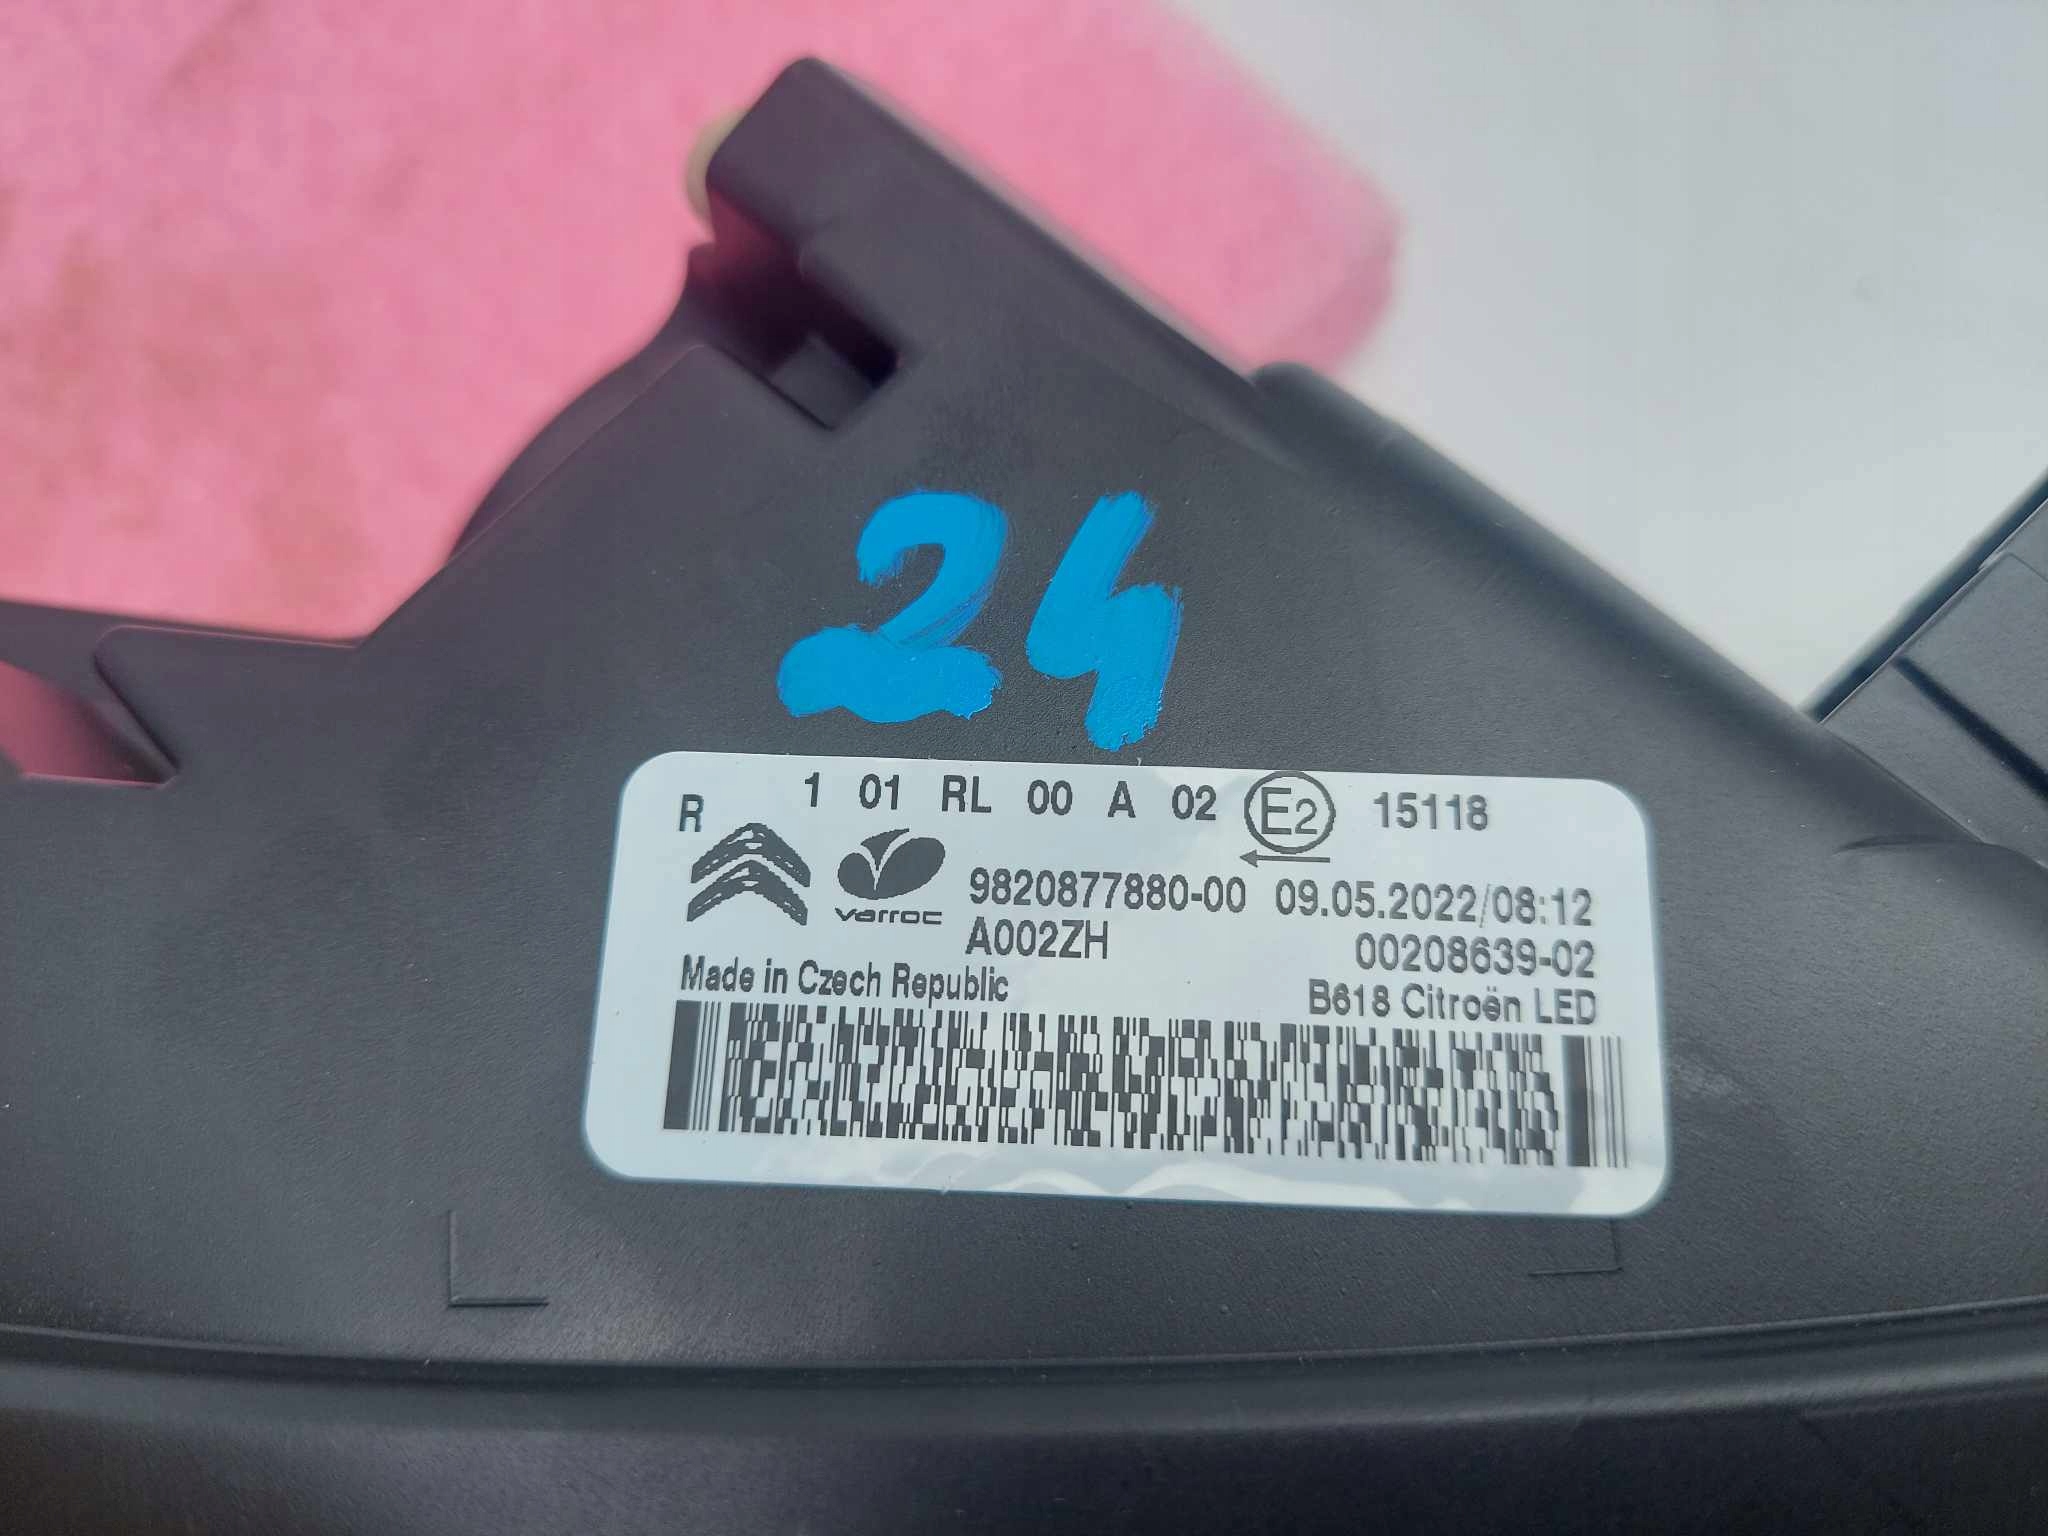 24
R 1 01 RL 00 A 02 E2 15118
varroc 9820877880-00 09.05.2022/08:12
A002ZH 00208639-02
Made in Czech Republic B618 Citroën LED